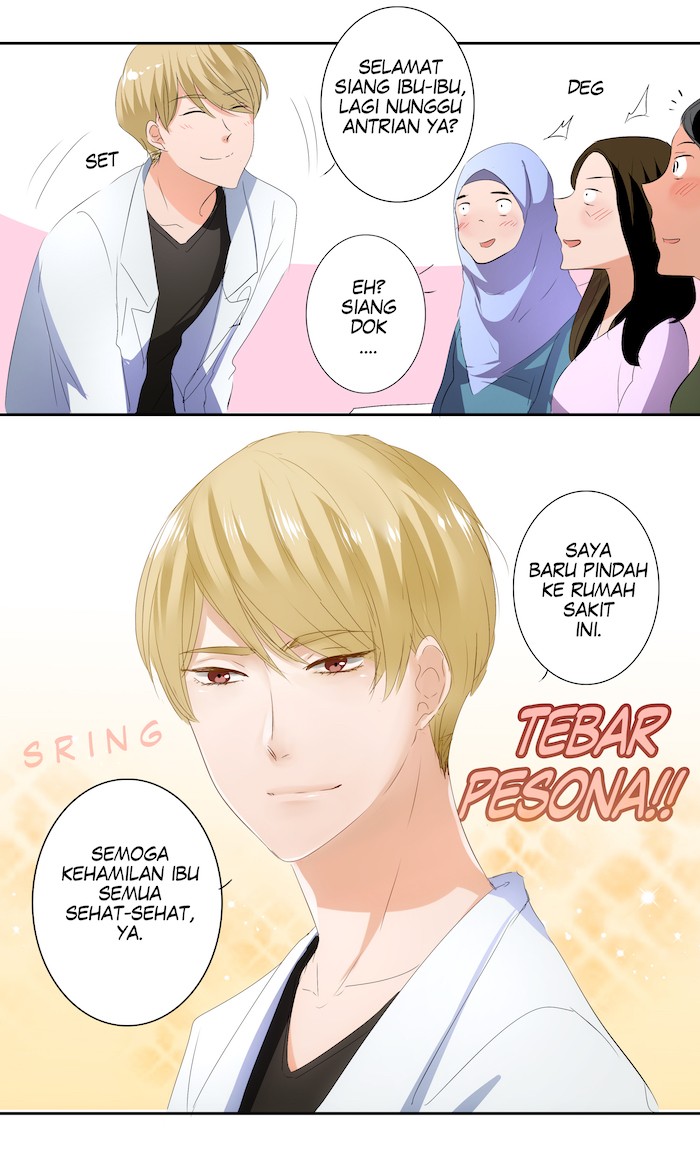 SELAMAT
SIANG IBU-IBU,
LAGI NUNGGU
ANTRIAN YA?
DEG
SET
EH?
SIANG
DOK
....
SAYA
BARU PINDAH
KE RUMAH
SAKIT
INI.
TEBAR
PESONA!!
SRING
SEMOGA
KEHAMILAN IBU
SEMUA
SEHAT-SEHAT,
YA.